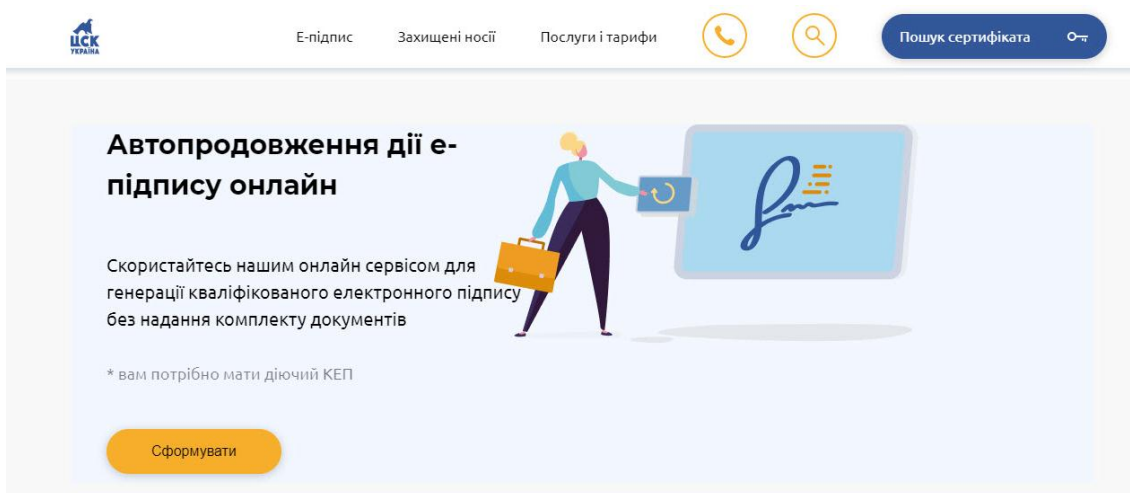 ЦСК
УКРАЇНА
Е-підпис
Захищені носії
Послуги і тарифи
Пошук сертифіката
Автопродовження дії е-
підпису онлайн
Скористайтесь нашим онлайн сервісом для
генерації кваліфікованого електронного підпису
без надання комплекту документів
* вам потрібно мати діючий КЕП
Сформувати